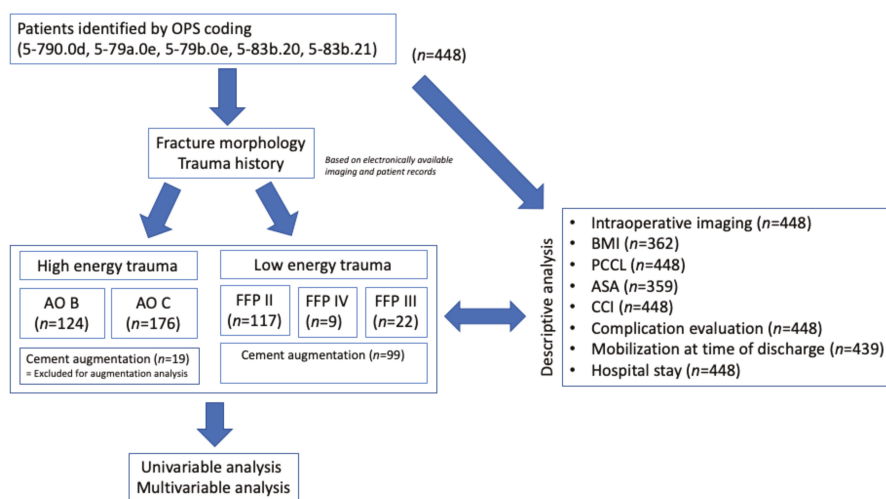 Patients identified by OPS coding
(5-790.0d, 5-79a.0e, 5-79b.0e, 5-83b.20, 5-83b.21)
(n=448)
Fracture morphology
Trauma history
Based on electronically available
imaging and patient records
High energy trauma
Low energy trauma
AO B
(n=124)
AO C
(n=176)
FFP II
(n=117)
FFP IV
(n=9)
FFP III
(n=22)
Cement augmentation (n=19)
= Excluded for augmentation analysis
Cement augmentation (n=99)
Descriptive analysis
• Intraoperative imaging (n=448)
• BMI (n=362)
• PCCL (n=448)
• ASA (n=359)
• CCI (n=448)
• Complication evaluation (n=448)
• Mobilization at time of discharge (n=439)
• Hospital stay (n=448)
Univariable analysis
Multivariable analysis